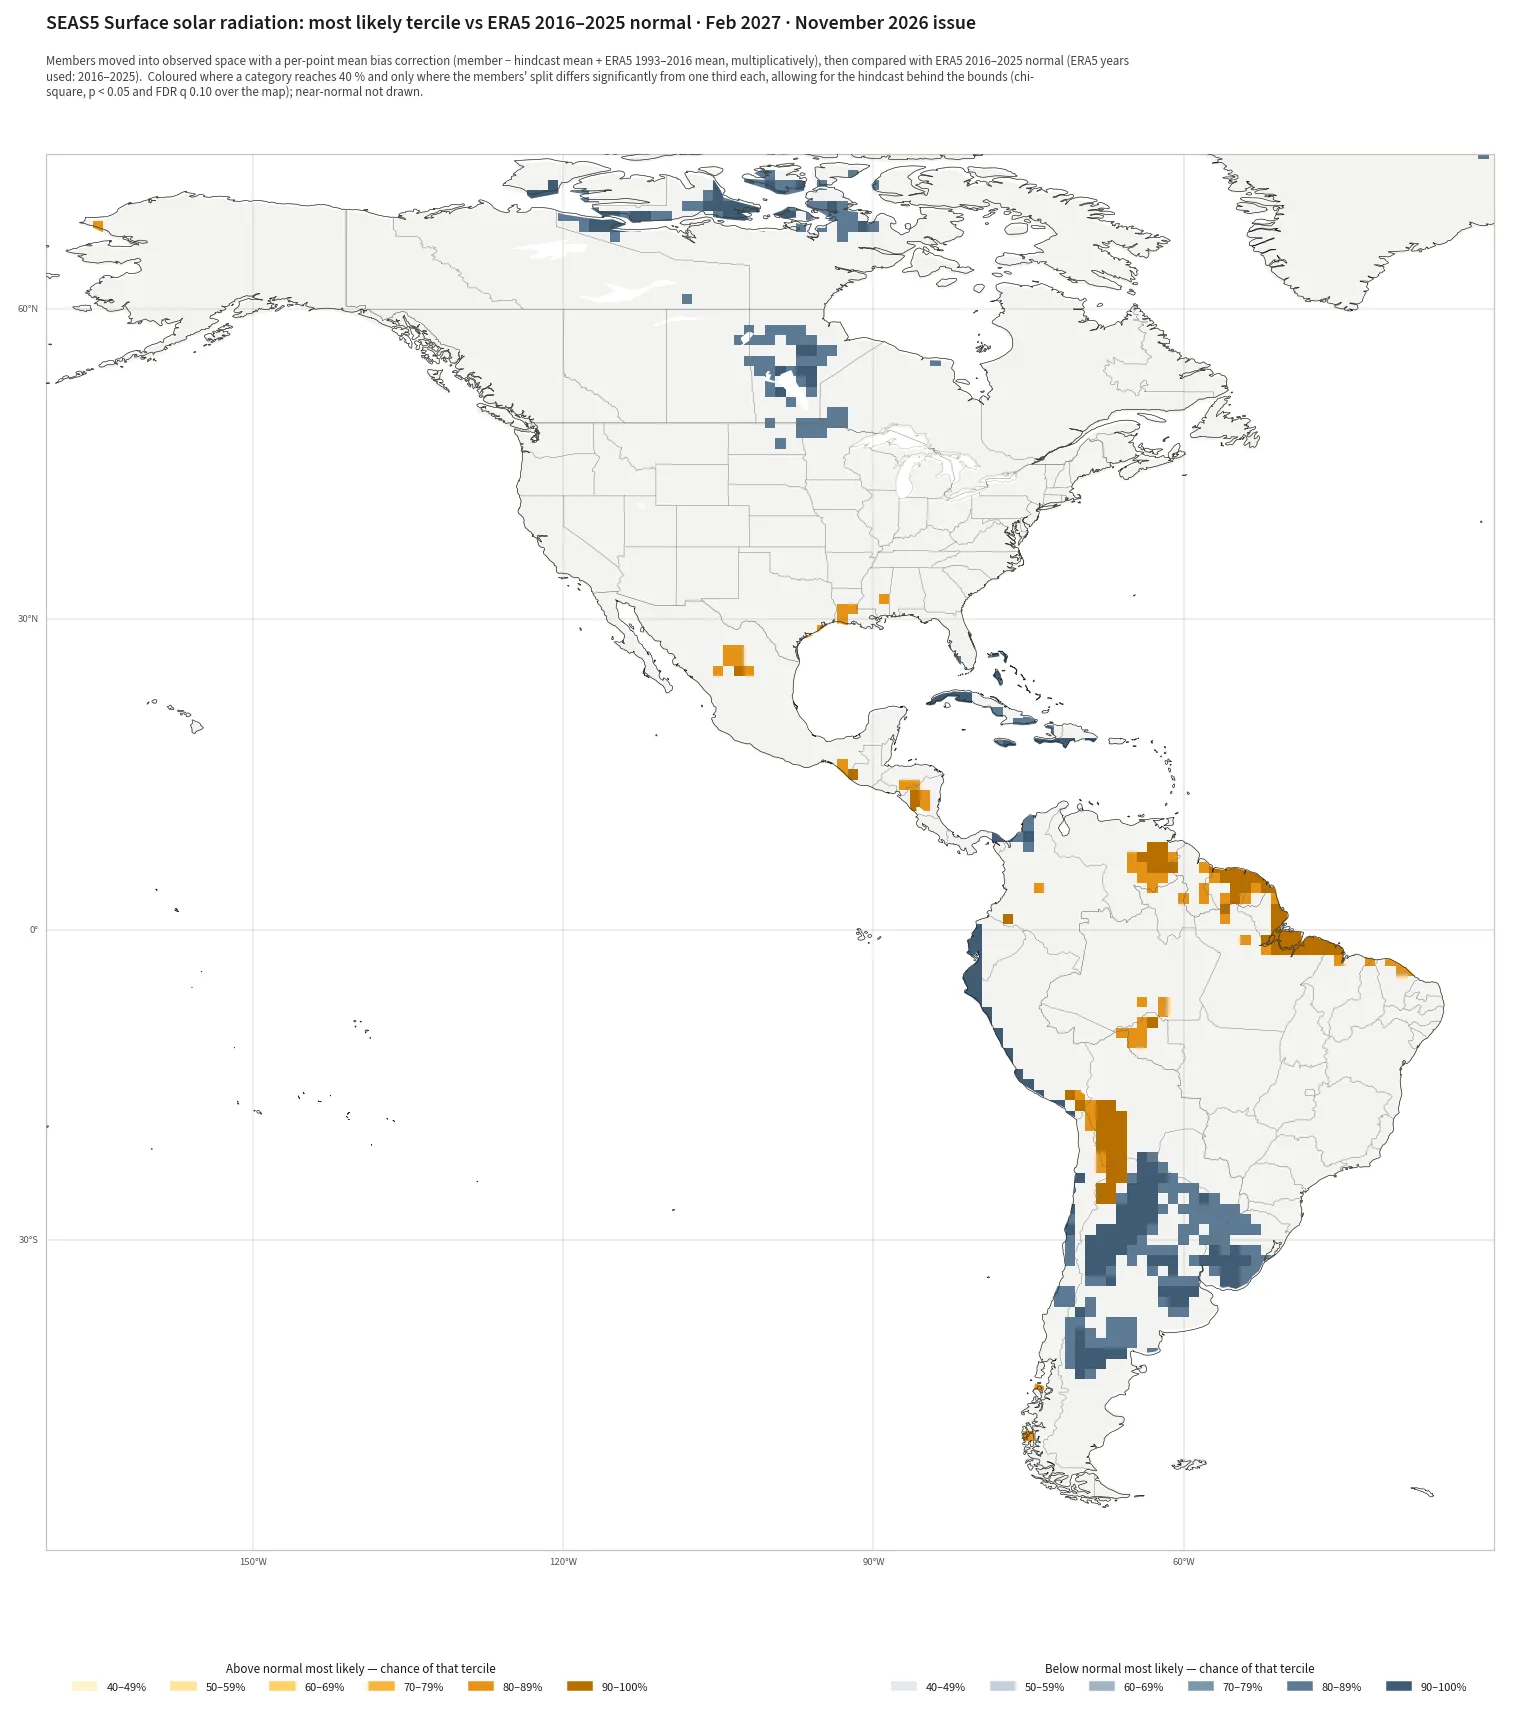 SEAS5 Surface solar radiation: most likely tercile vs ERA5 2016–2025 normal · Feb 2027 · November 2026 issue
Members moved into observed space with a per-point mean bias correction (member − hindcast mean + ERA5 1993–2016 mean, multiplicatively), then compared with ERA5 2016–2025 normal (ERA5 years
used: 2016–2025).  Coloured where a category reaches 40 % and only where the members' split differs significantly from one third each, allowing for the hindcast behind the bounds (chi-
square, p < 0.05 and FDR q 0.10 over the map); near-normal not drawn.
60°N
30°N
0°
30°S
150°W
120°W
90°W
60°W
Above normal most likely — chance of that tercile
40–49%
50–59%
60–69%
70–79%
80–89%
90–100%
Below normal most likely — chance of that tercile
40–49%
50–59%
60–69%
70–79%
80–89%
90–100%